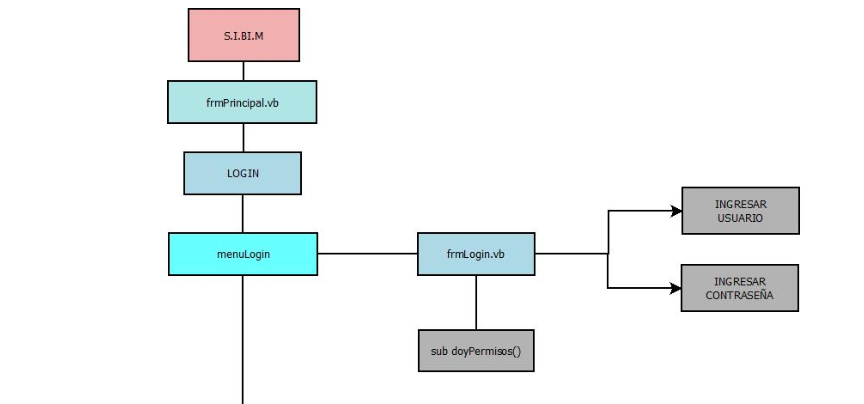 S.I.BI.M
frmPrincipal.vb
LOGIN
menuLogin
frmLogin.vb
INGRESAR
USUARIO
INGRESAR
CONTRASEÑA
sub doyPermisos()